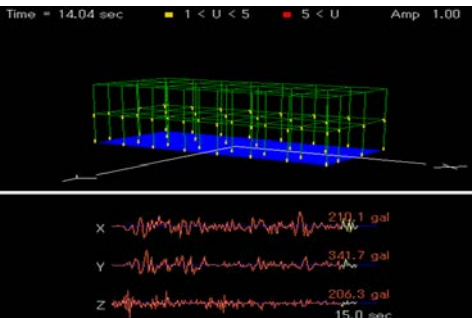 Time = 14.04 sec 1 < U < 5 5 < U Amp 1.00
X 210.1 gal
Y 341.7 gal
Z 206.3 gal
15.0 sec